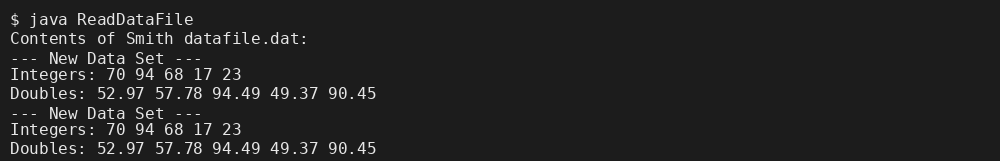 $ java ReadDataFile
Contents of Smith datafile.dat:
--- New Data Set ---
Integers: 70 94 68 17 23
Doubles: 52.97 57.78 94.49 49.37 90.45
--- New Data Set ---
Integers: 70 94 68 17 23
Doubles: 52.97 57.78 94.49 49.37 90.45